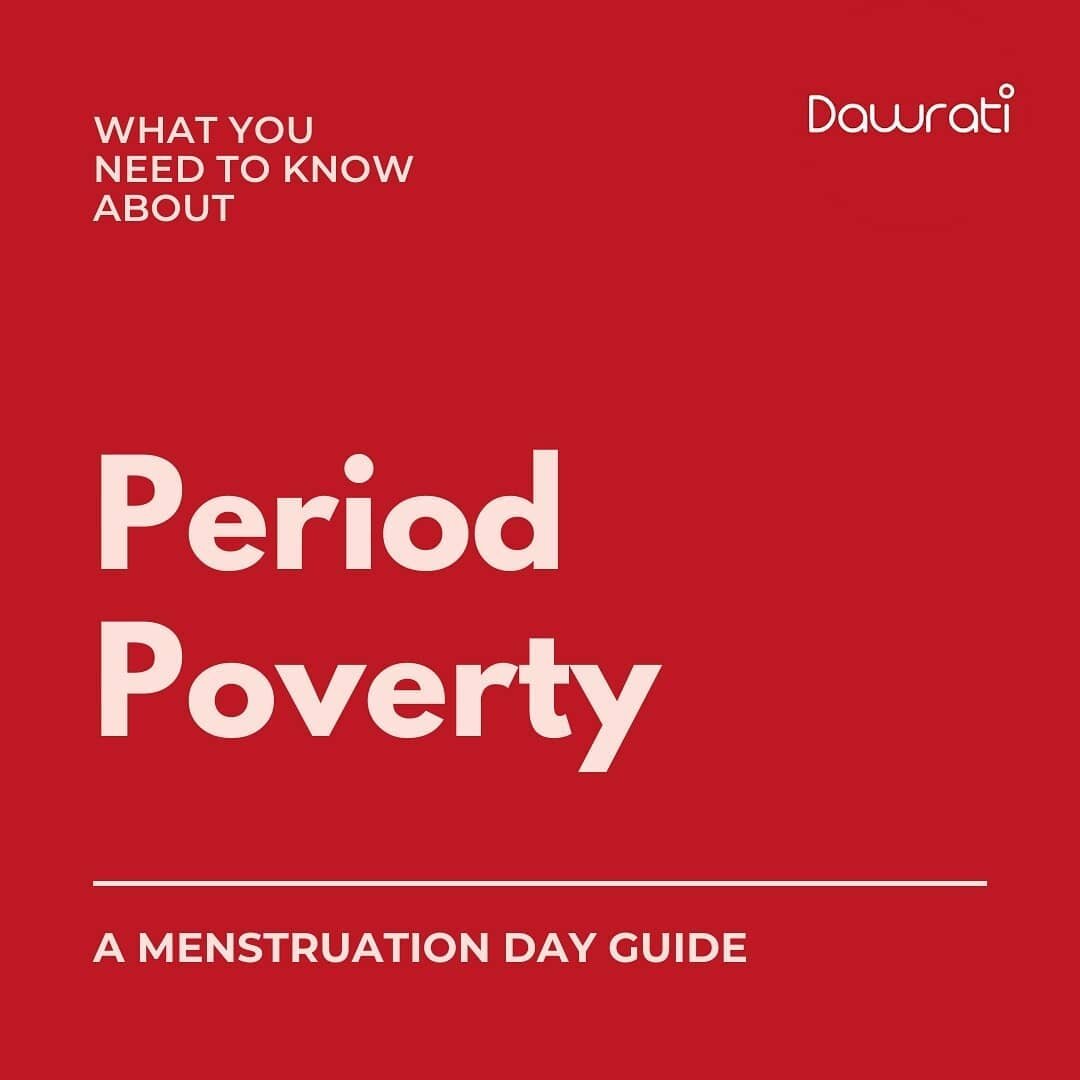 WHAT YOU
NEED TO KNOW
ABOUT
Dawrati
Period
Poverty
A MENSTRUATION DAY GUIDE